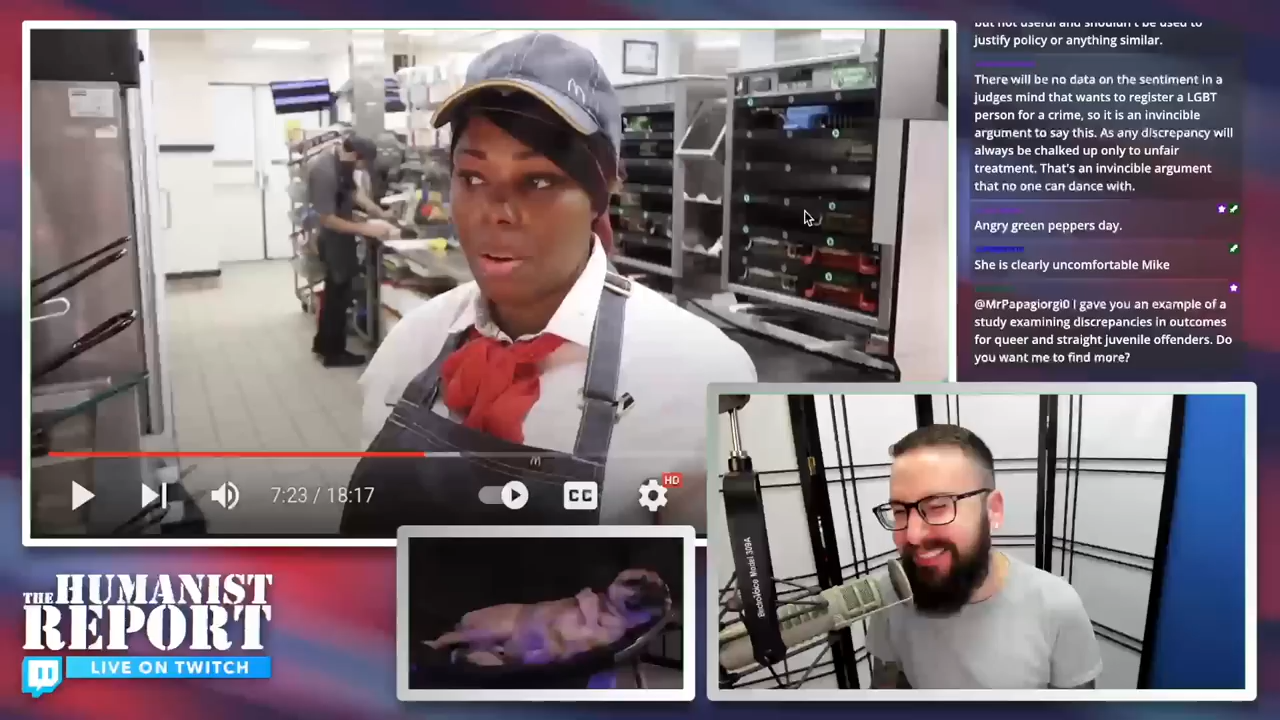 but not useful and shouldn't be used to
justify policy or anything similar.
There will be no data on the sentiment in a
judges mind that wants to register a LGBT
person for a crime, so it is an invincible
argument to say this. As any discrepancy will
always be chalked up only to unfair
treatment. That's an invincible argument
that no one can dance with.
Angry green peppers day.
She is clearly uncomfortable Mike
@MrPapagiorgi0 I gave you an example of a
study examining discrepancies in outcomes
for queer and straight juvenile offenders. Do
you want me to find more?
7:23 / 18:17
CC
HD
ElectroVoice Model 309A
THE HUMANIST
REPORT
LIVE ON TWITCH